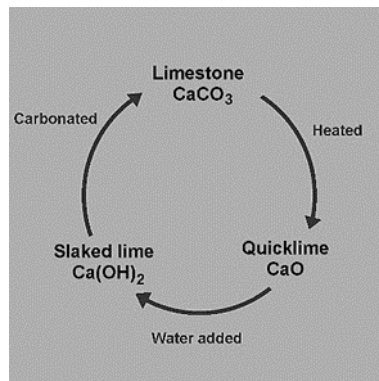 Limestone
CaCO₃
Carbonated
Heated
Slaked lime
Ca(OH)₂
Quicklime
CaO
Water added